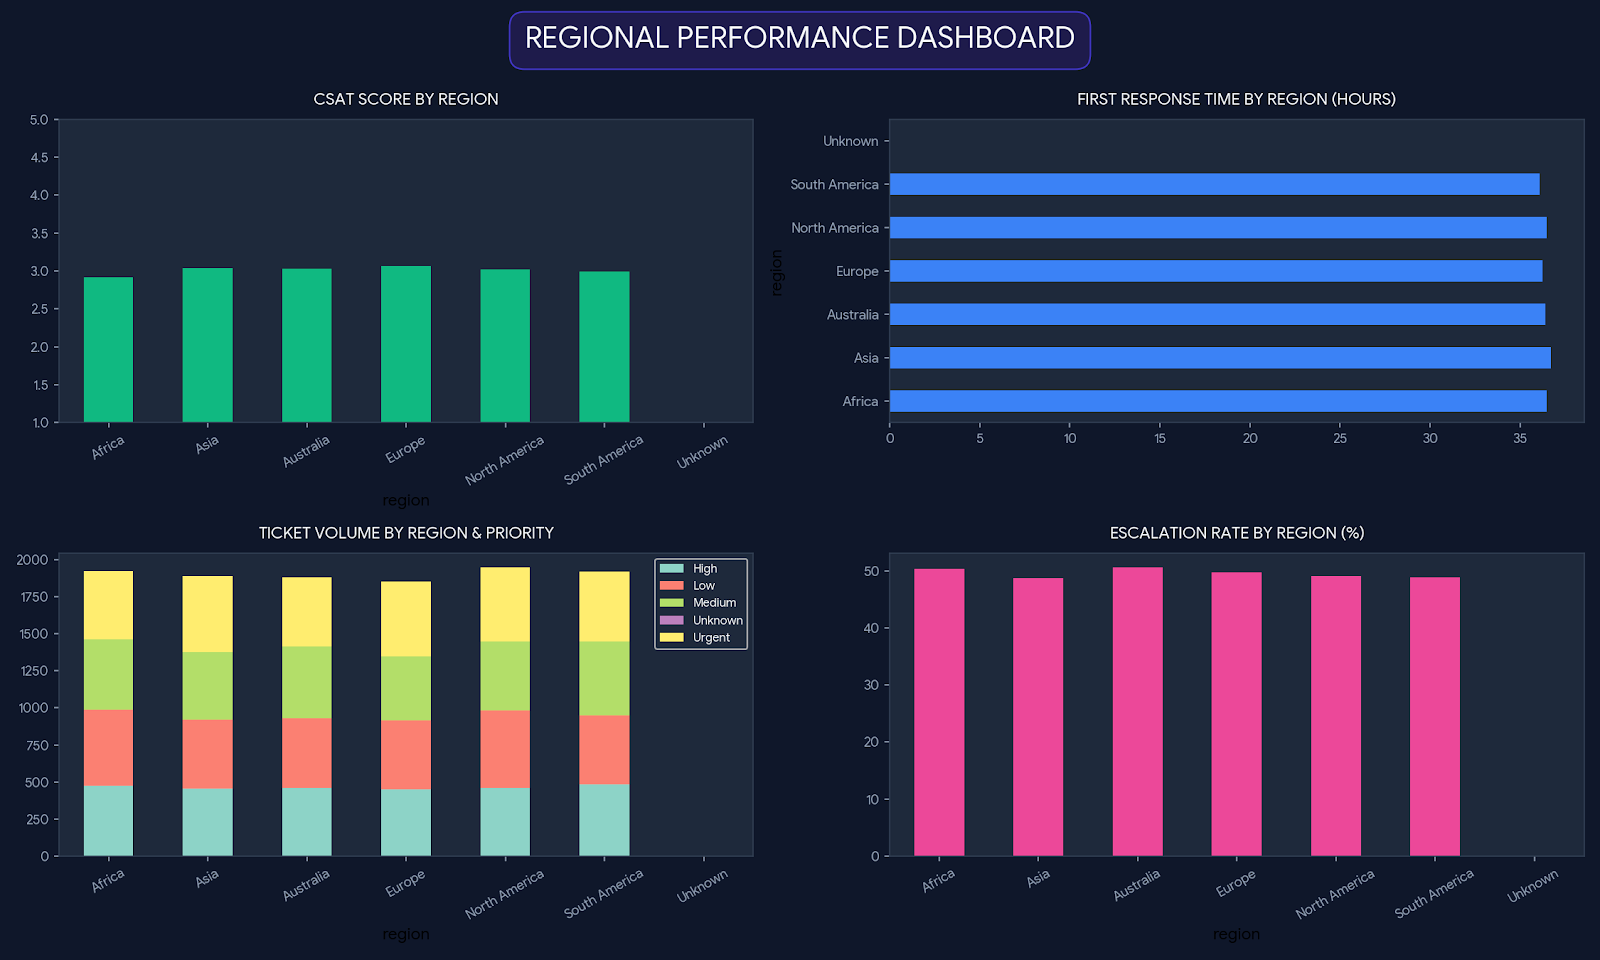 REGIONAL PERFORMANCE DASHBOARD
CSAT SCORE BY REGION
5.0
4.5
4.0
3.5
3.0
2.5
2.0
1.5
1.0
Africa
Asia
Australia
Europe
North America
South America
Unknown
region
FIRST RESPONSE TIME BY REGION (HOURS)
region
Unknown
South America
North America
Europe
Australia
Asia
Africa
0
5
10
15
20
25
30
35
TICKET VOLUME BY REGION & PRIORITY
2000
1750
1500
1250
1000
750
500
250
0
High
Low
Medium
Unknown
Urgent
Africa
Asia
Australia
Europe
North America
South America
Unknown
region
ESCALATION RATE BY REGION (%)
50
40
30
20
10
0
Africa
Asia
Australia
Europe
North America
South America
Unknown
region